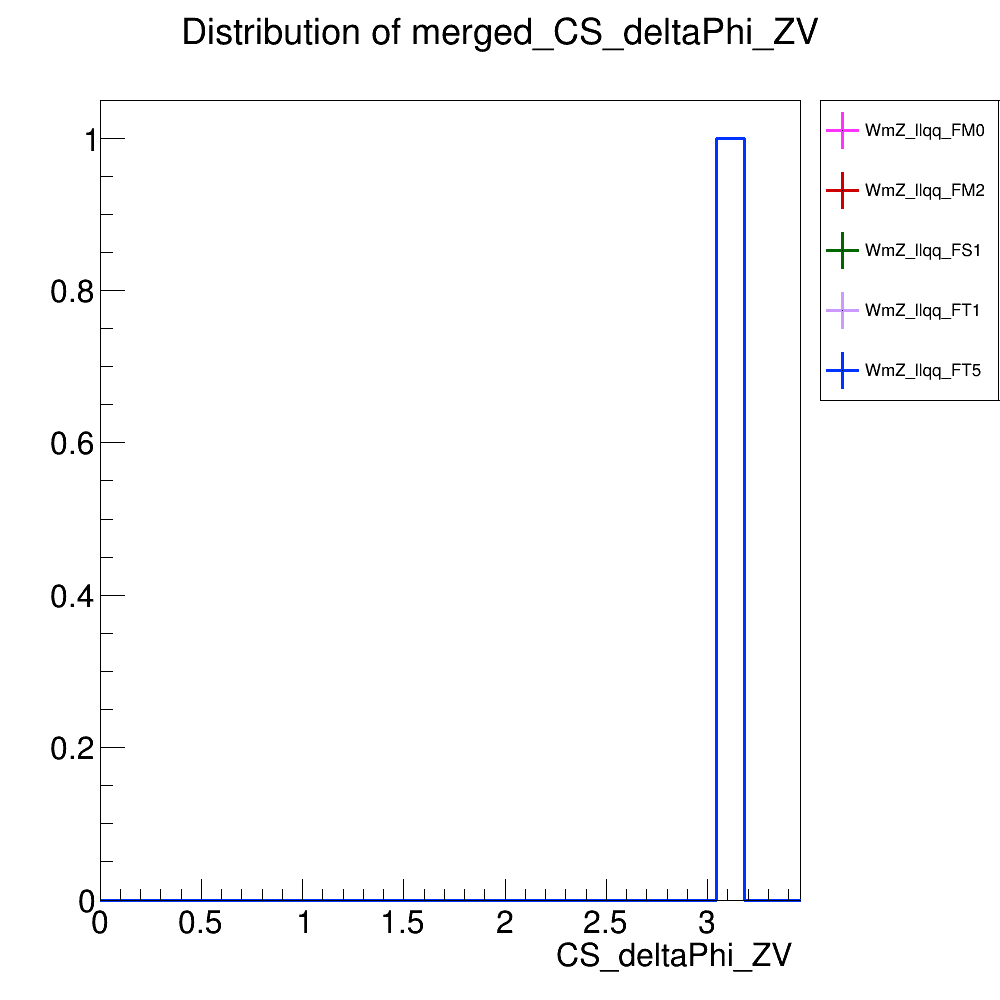 Distribution of merged_CS_deltaPhi_ZV
1
0.8
0.6
0.4
0.2
0
0 0.5 1 1.5 2 2.5 3
CS_deltaPhi_ZV
WmZ_llqq_FM0
WmZ_llqq_FM2
WmZ_llqq_FS1
WmZ_llqq_FT1
WmZ_llqq_FT5